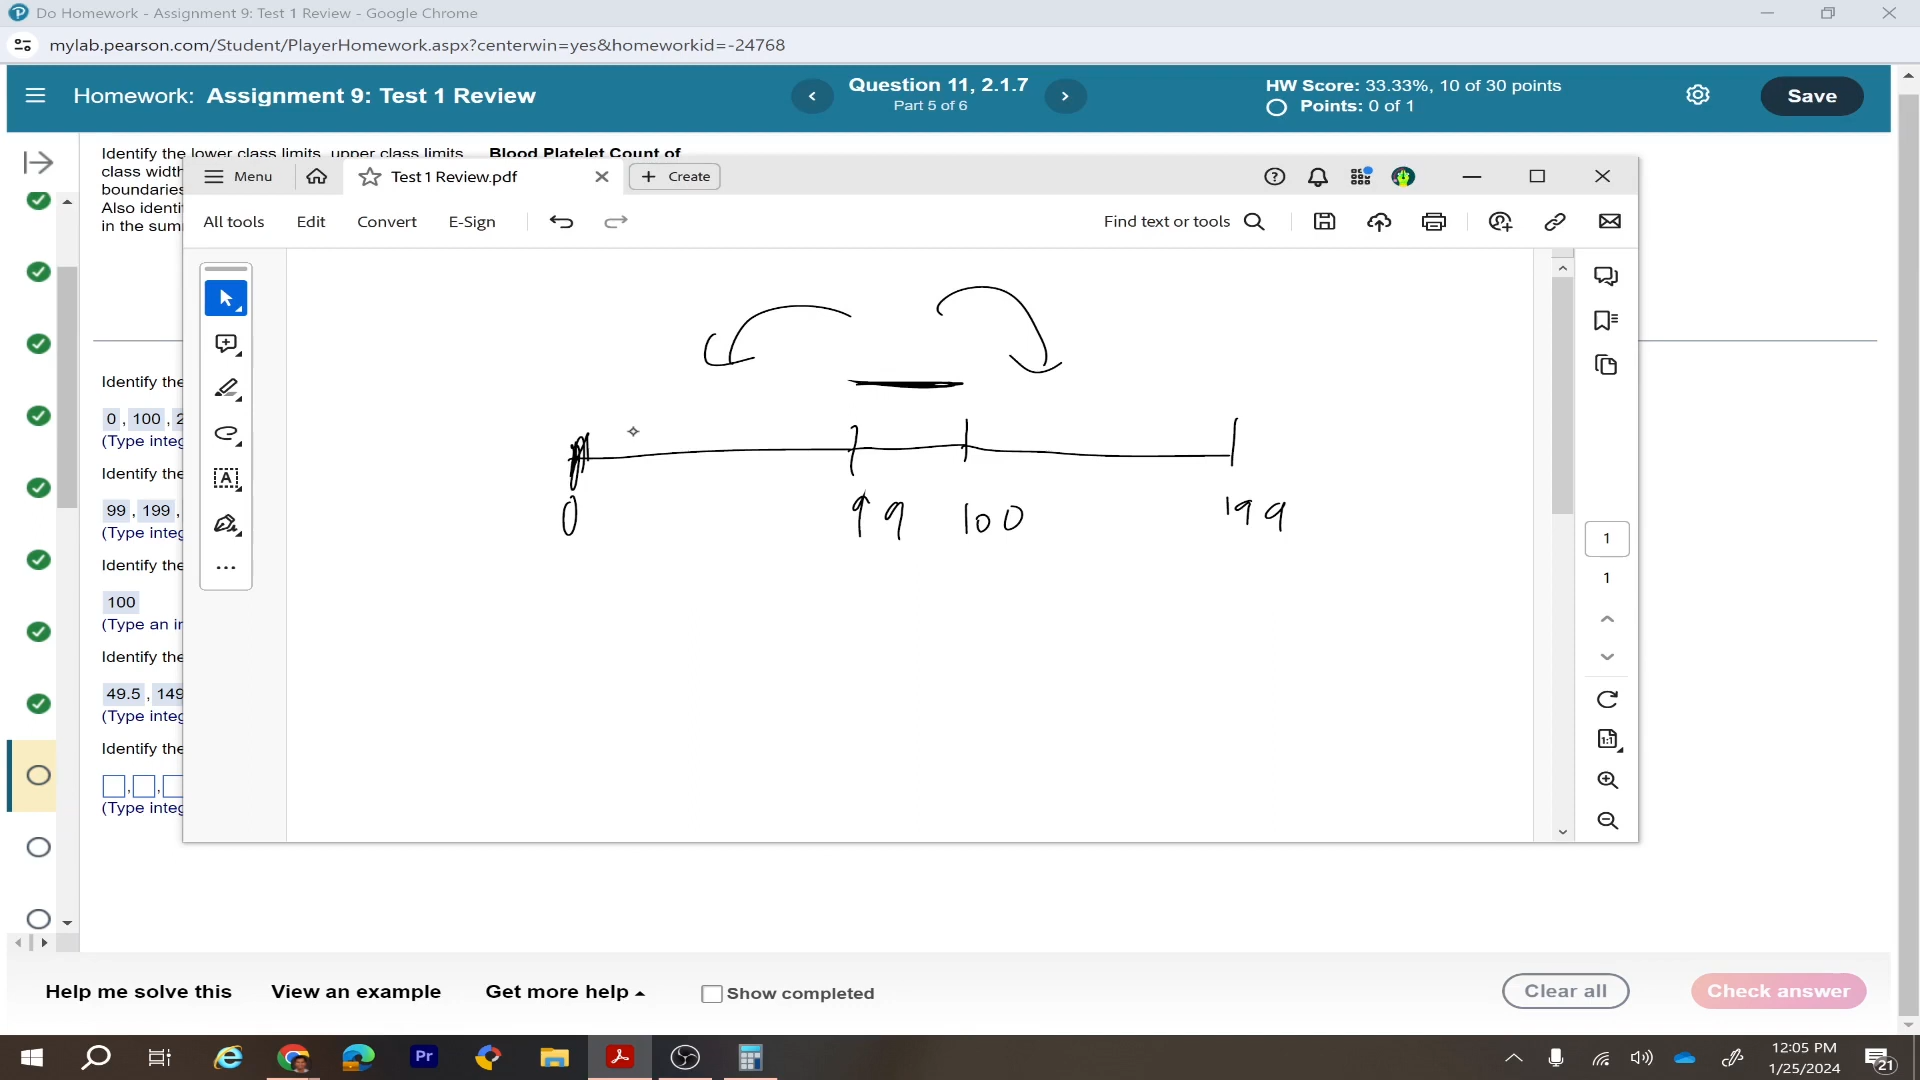 Do Homework - Assignment 9: Test 1 Review - Google Chrome
mylab.pearson.com/Student/PlayerHomework.aspx?centerwin=yes&homeworkid=-24768
Homework: Assignment 9: Test 1 Review
Question 11, 2.1.7
Part 5 of 6
HW Score: 33.33%, 10 of 30 points
Points: 0 of 1
Save
Identify the lower class limits, upper class limits,
class width
boundaries
Also identi
in the sum
Blood Platelet Count of
Menu
Test 1 Review.pdf
Create
All tools
Edit
Convert
E-Sign
Find text or tools
0
99
100
199
1
1
Identify the
0, 100, 2
(Type integ
Identify the
99, 199,
(Type integ
Identify the
100
(Type an in
Identify the
49.5, 149
(Type integ
Identify the
(Type integ
Help me solve this
View an example
Get more help
Show completed
Clear all
Check answer
Pr
12:05 PM
1/25/2024
21